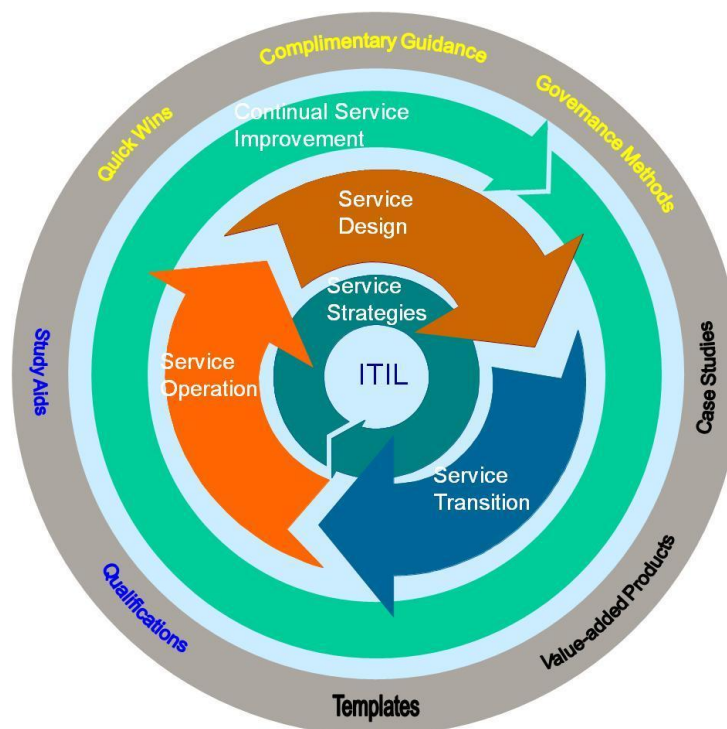 Complimentary Guidance
Quick Wins
Governance Methods
Continual Service
Improvement
Service
Design
Service
Strategies
Study Aids
Service
Operation
ITIL
Case Studies
Service
Transition
Qualifications
Value-added Products
Templates